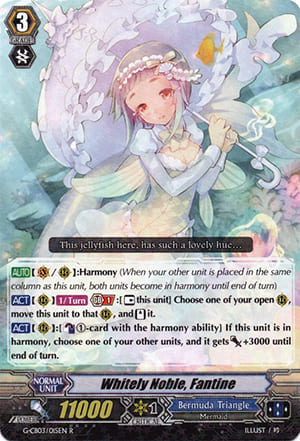 3
GRADE
This jellyfish here, has such a lovely hue...
AUTO [ / ]:Harmony (When your other unit is placed in the same
column as this unit, both units become in harmony until end of turn)
ACT [ ] 1/Turn [ 1 :[ this unit] Choose one of your open ,
move this unit to that , and it.
ACT [ ]:[ ①-card with the harmony ability] If this unit is in
harmony, choose one of your other units, and it gets +3000 until
end of turn.
NORMAL
UNIT
Whitely Noble, Fantine
11000
1
CRITICAL
Bermuda Triangle
Mermaid
G-CB03/015EN R
ILLUST /